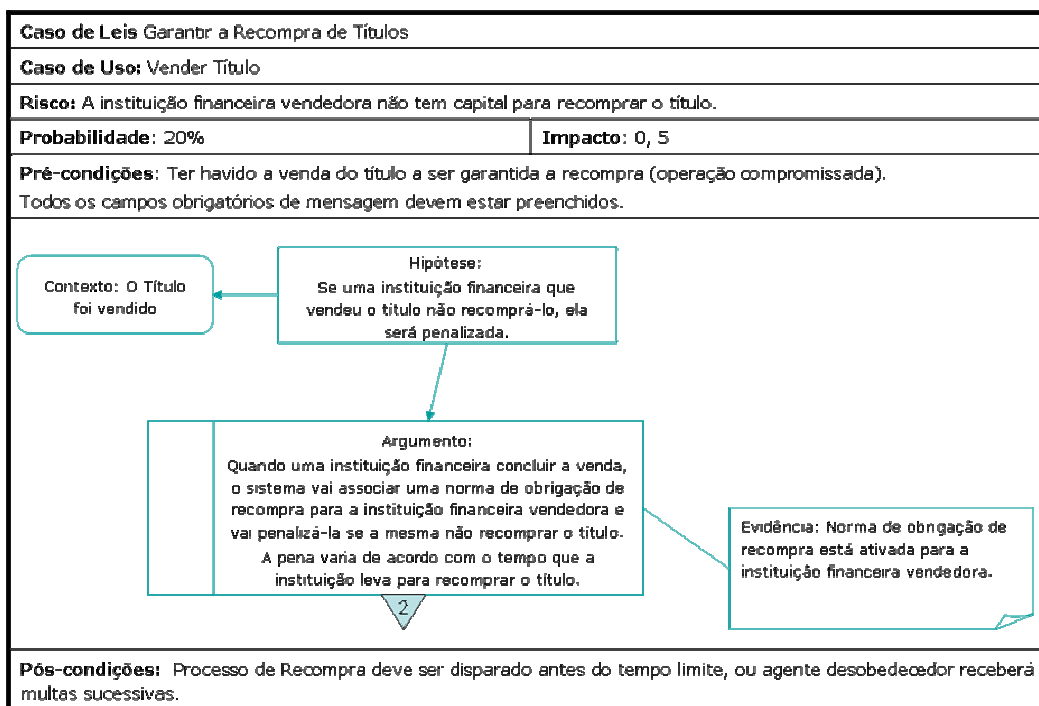 Caso de Leis Garantir a Recompra de Títulos
Caso de Uso: Vender Título
Risco: A instituição financeira vendedora não tem capital para recomprar o título.
Probabilidade: 20%
Impacto: 0, 5
Pré-condições: Ter havido a venda do título a ser garantida a recompra (operação compromissada).
Todos os campos obrigatórios de mensagem devem estar preenchidos.
Contexto: O Título
foi vendido
Hipótese:
Se uma instituição financeira que
vendeu o título não recomprá-lo, ela
será penalizada.
Argumento:
Quando uma instituição financeira concluir a venda,
o sistema vai associar uma norma de obrigação de
recompra para a instituição financeira vendedora e
vai penalizá-la se a mesma não recomprar o título.
A pena varia de acordo com o tempo que a
instituição leva para recomprar o título.
2
Evidência: Norma de obrigação de
recompra está ativada para a
instituição financeira vendedora.
Pós-condições: Processo de Recompra deve ser disparado antes do tempo limite, ou agente desobedecedor receberá
multas sucessivas.